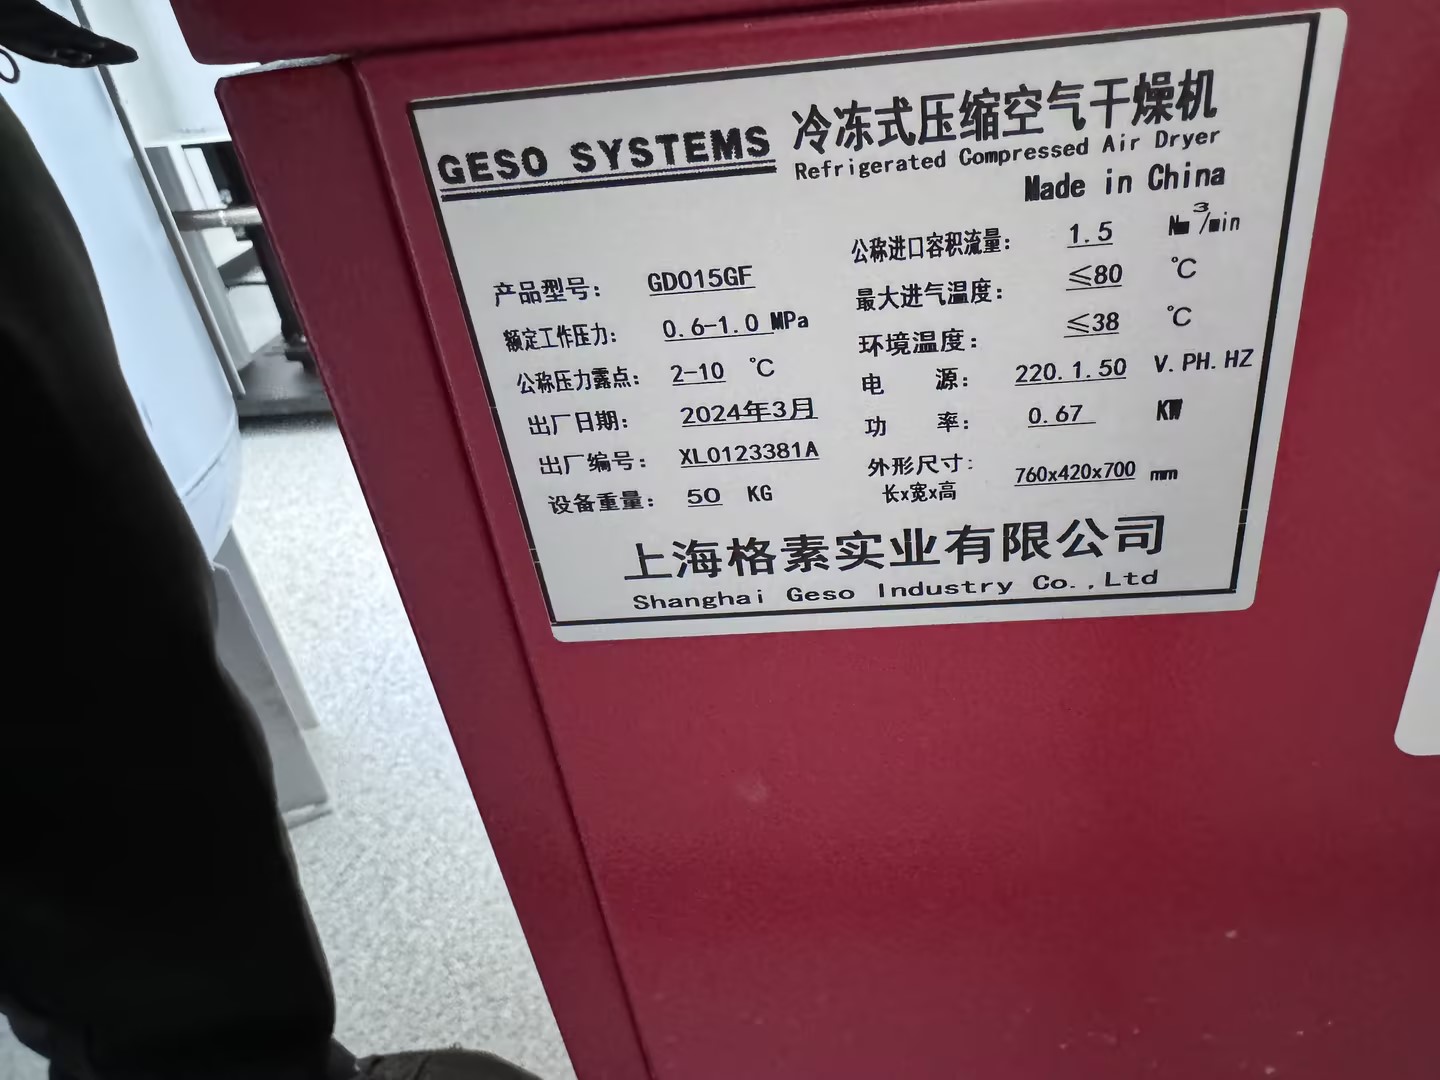 GESO SYSTEMS
冷冻式压缩空气干燥机
Refrigerated Compressed Air Dryer
Made in China
产品型号: GD015GF
额定工作压力: 0.6-1.0 MPa
公称压力露点: 2-10 ℃
出厂日期: 2024年3月
出厂编号: XL0123381A
设备重量: 50 KG
公称进口容积流量: 1.5 Nm³/min
最大进气温度: ≤80 ℃
环境温度: ≤38 ℃
电 源: 220.1.50 V.PH.HZ
功 率: 0.67 KW
外形尺寸: 760x420x700 mm
长x宽x高
上海格素实业有限公司
Shanghai Geso Industry Co.,Ltd